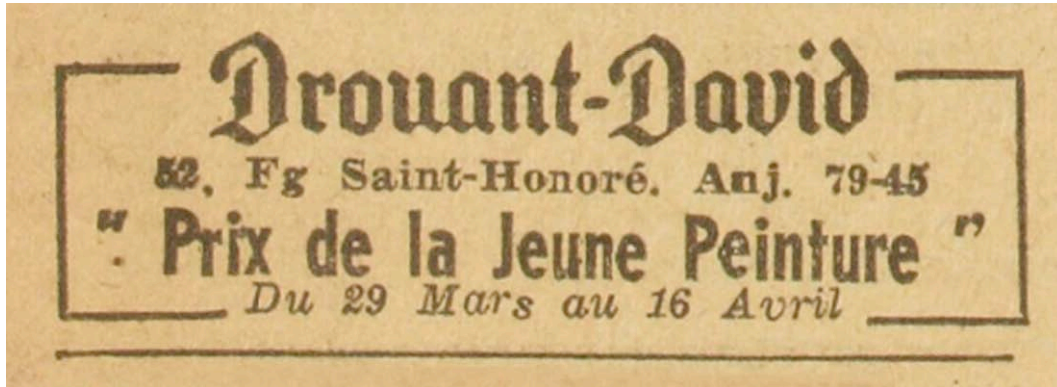 Drouant-David
52, Fg Saint-Honoré. Anj. 79-45
" Prix de la Jeune Peinture "
Du 29 Mars au 16 Avril